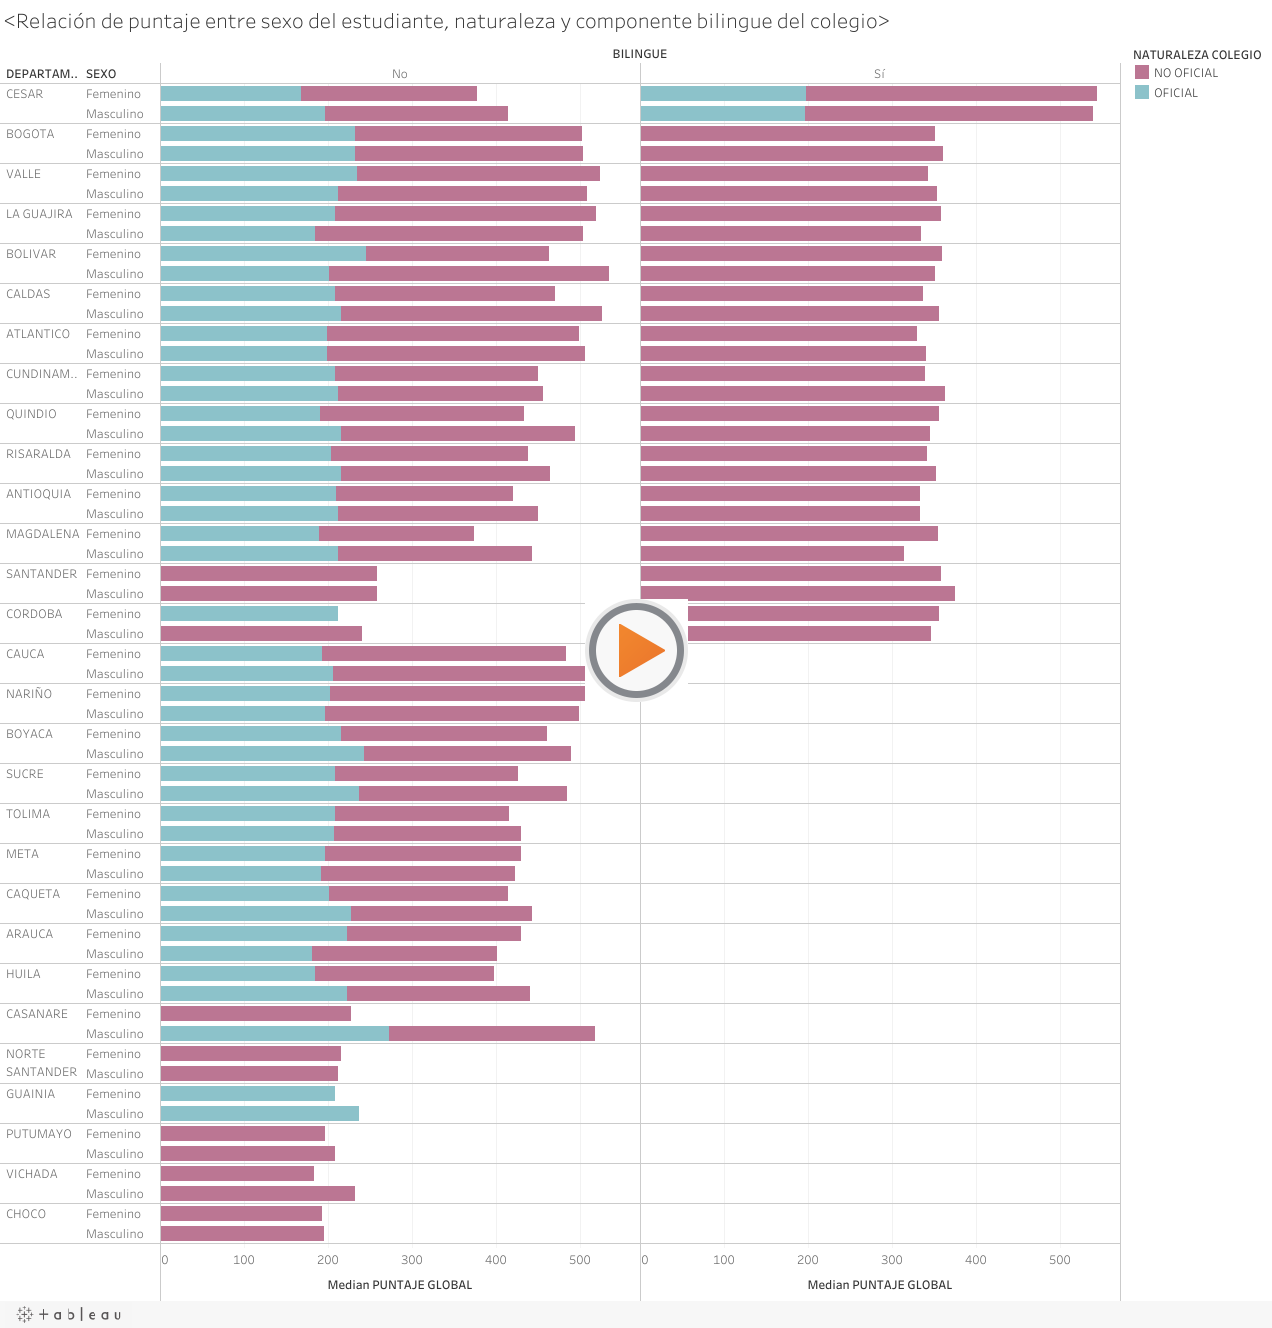 <Relación de puntaje entre sexo del estudiante, naturaleza y componente bilingue del colegio>
BILINGUE
DEPARTAM.. SEXO No Sí
NATURALEZA COLEGIO
NO OFICIAL
OFICIAL
CESAR Femenino
Masculino
BOGOTA Femenino
Masculino
VALLE Femenino
Masculino
LA GUAJIRA Femenino
Masculino
BOLIVAR Femenino
Masculino
CALDAS Femenino
Masculino
ATLANTICO Femenino
Masculino
CUNDINAM.. Femenino
Masculino
QUINDIO Femenino
Masculino
RISARALDA Femenino
Masculino
ANTIOQUIA Femenino
Masculino
MAGDALENA Femenino
Masculino
SANTANDER Femenino
Masculino
CORDOBA Femenino
Masculino
CAUCA Femenino
Masculino
NARIÑO Femenino
Masculino
BOYACA Femenino
Masculino
SUCRE Femenino
Masculino
TOLIMA Femenino
Masculino
META Femenino
Masculino
CAQUETA Femenino
Masculino
ARAUCA Femenino
Masculino
HUILA Femenino
Masculino
CASANARE Femenino
Masculino
NORTE Femenino
SANTANDER Masculino
GUAINIA Femenino
Masculino
PUTUMAYO Femenino
Masculino
VICHADA Femenino
Masculino
CHOCO Femenino
Masculino
0 100 200 300 400 500 0 100 200 300 400 500
Median PUNTAJE GLOBAL Median PUNTAJE GLOBAL
+ableau